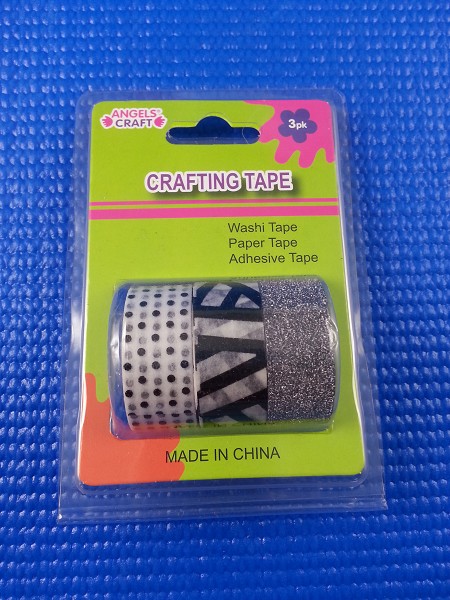 ANGELS'
CRAFT
3pk
CRAFTING TAPE
Washi Tape
Paper Tape
Adhesive Tape
MADE IN CHINA